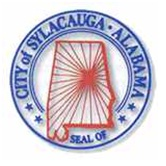 CITY of SYLACAUGA · ALABAMA
SEAL OF